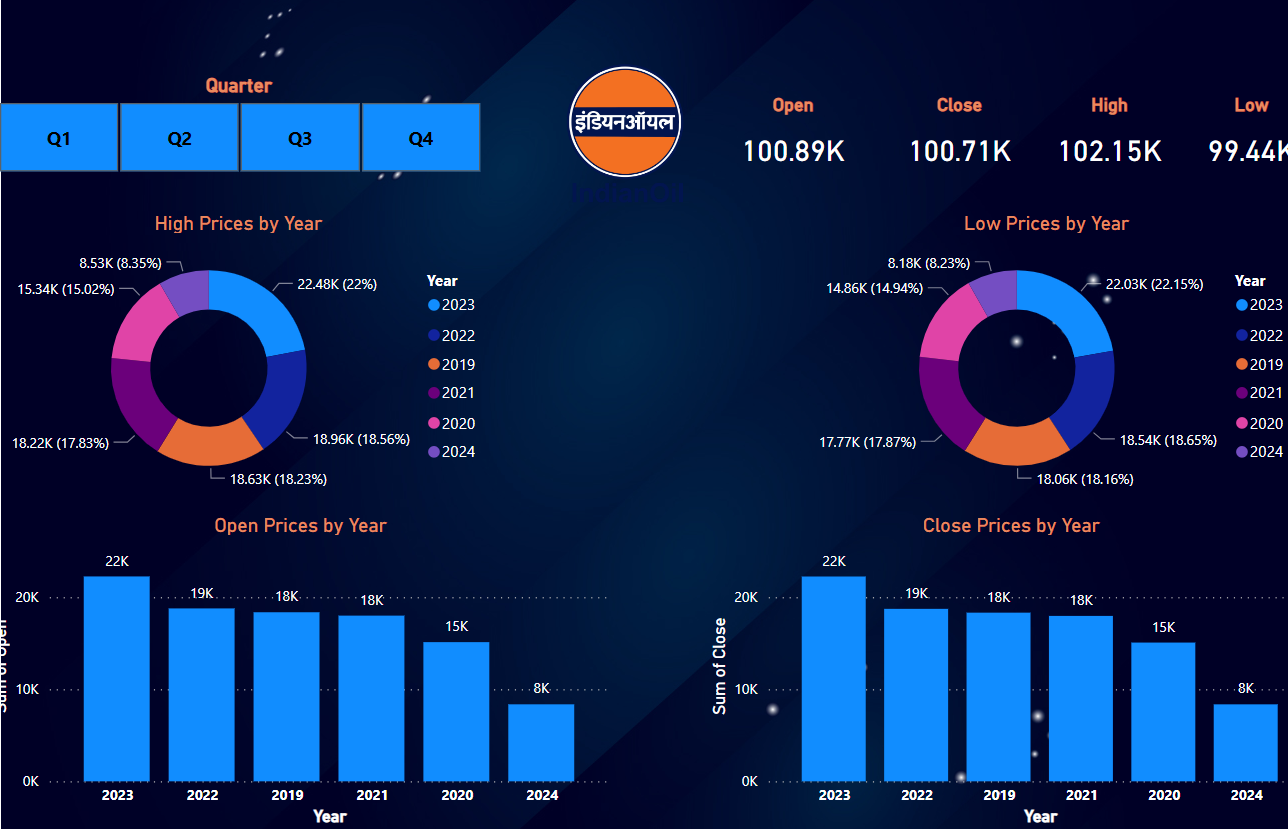 Quarter
Q1 Q2 Q3 Q4
इंडियनऑयल
Open Close High Low
100.89K 100.71K 102.15K 99.44K
High Prices by Year
8.53K (8.35%)
22.48K (22%)
15.34K (15.02%)
18.22K (17.83%)
18.96K (18.56%)
18.63K (18.23%)
Year
2023
2022
2019
2021
2020
2024
Low Prices by Year
8.18K (8.23%)
22.03K (22.15%)
14.86K (14.94%)
17.77K (17.87%)
18.54K (18.65%)
18.06K (18.16%)
Year
2023
2022
2019
2021
2020
2024
Open Prices by Year
Sum of Open
20K
10K
0K
22K
19K
18K
18K
15K
8K
2023 2022 2019 2021 2020 2024
Year
Close Prices by Year
Sum of Close
20K
10K
0K
22K
19K
18K
18K
15K
8K
2023 2022 2019 2021 2020 2024
Year